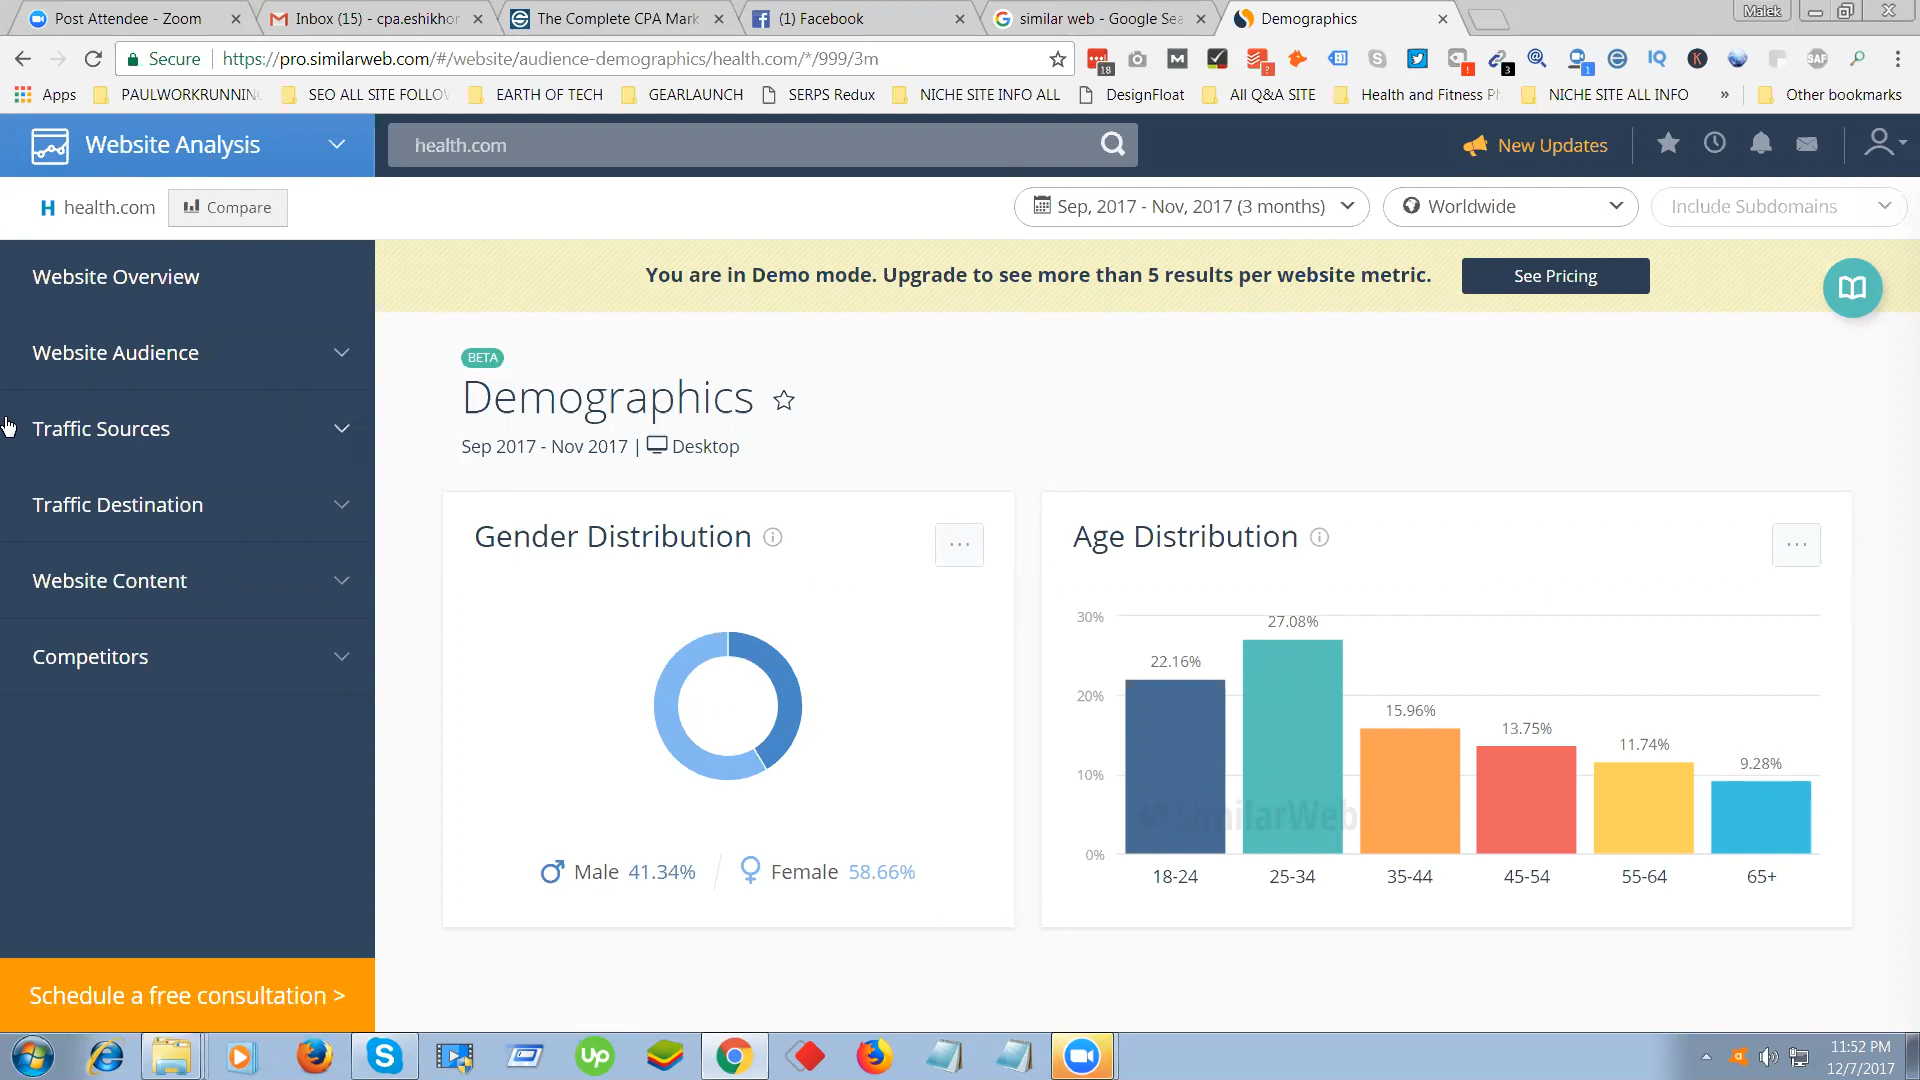 Post Attendee - Zoom
Inbox (15) - cpa.eshikhon
The Complete CPA Mark
(1) Facebook
similar web - Google Sea
Demographics
Malek
Secure
https://pro.similarweb.com/#/website/audience-demographics/health.com/*/999/3m
Apps
PAULWORKRUNNING
SEO ALL SITE FOLLOW
EARTH OF TECH
GEARLAUNCH
SERPS Redux
NICHE SITE INFO ALL
DesignFloat
All Q&A SITE
Health and Fitness Ph
NICHE SITE ALL INFO
»
Other bookmarks
Website Analysis
health.com
New Updates
H health.com
Compare
Sep, 2017 - Nov, 2017 (3 months)
Worldwide
Include Subdomains
You are in Demo mode. Upgrade to see more than 5 results per website metric.
See Pricing
Website Overview
Website Audience
Traffic Sources
Traffic Destination
Website Content
Competitors
Schedule a free consultation >
BETA
Demographics
Sep 2017 - Nov 2017 | Desktop
Gender Distribution
...
Male 41.34%
Female 58.66%
Age Distribution
...
30%
20%
10%
0%
22.16%
27.08%
15.96%
13.75%
11.74%
9.28%
SimilarWeb
18-24
25-34
35-44
45-54
55-64
65+
Up
11:52 PM
12/7/2017